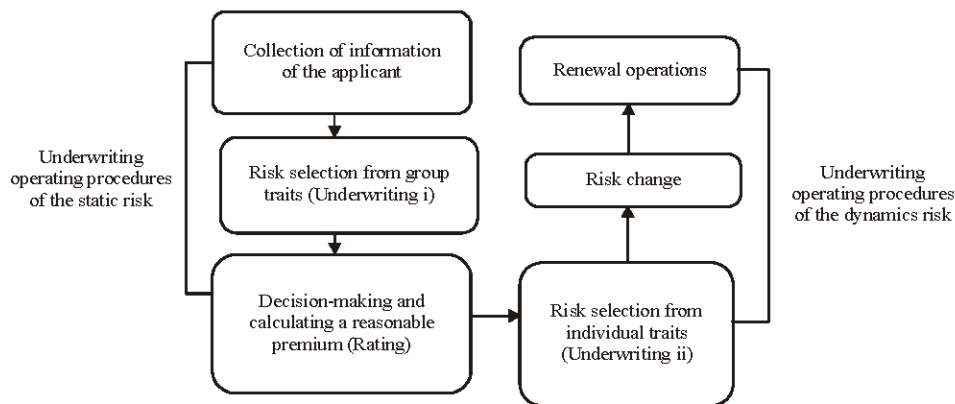 Collection of information
of the applicant
Underwriting
operating procedures
of the static risk
Risk selection from group
traits (Underwriting i)
Decision-making and
calculating a reasonable
premium (Rating)
Renewal operations
Risk change
Risk selection from
individual traits
(Underwriting ii)
Underwriting
operating procedures
of the dynamics risk